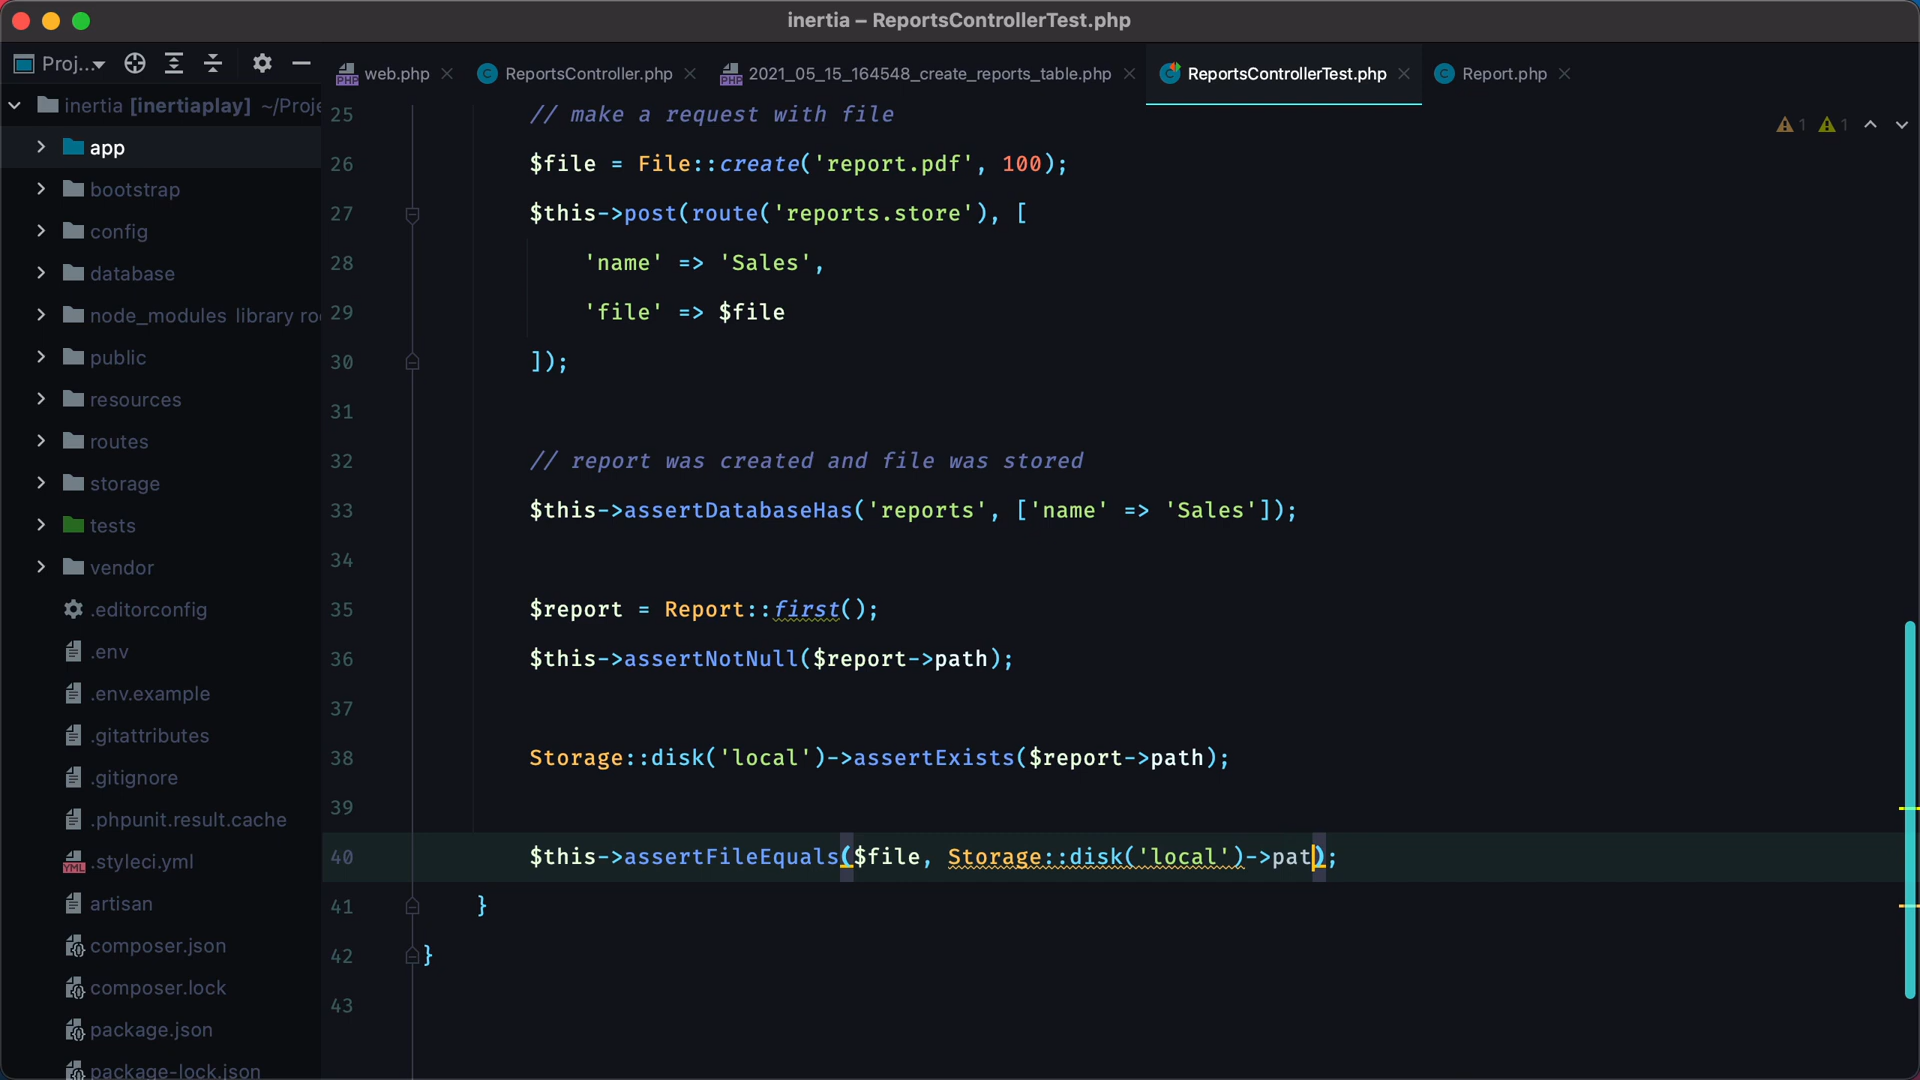 inertia – ReportsControllerTest.php
Proj...
web.php
ReportsController.php
2021_05_15_164548_create_reports_table.php
ReportsControllerTest.php
Report.php
inertia [inertiaplay] ~/Proje
app
bootstrap
config
database
node_modules library roo
public
resources
routes
storage
tests
vendor
.editorconfig
.env
.env.example
.gitattributes
.gitignore
.phpunit.result.cache
.styleci.yml
artisan
composer.json
composer.lock
package.json
package-lock.json
1 1
25 // make a request with file
26 $file = File::create('report.pdf', 100);
27 $this->post(route('reports.store'), [
28 'name' => 'Sales',
29 'file' => $file
30 ]);
31
32 // report was created and file was stored
33 $this->assertDatabaseHas('reports', ['name' => 'Sales']);
34
35 $report = Report::first();
36 $this->assertNotNull($report->path);
37
38 Storage::disk('local')->assertExists($report->path);
39
40 $this->assertFileEquals($file, Storage::disk('local')->pat);
41 }
42 }
43